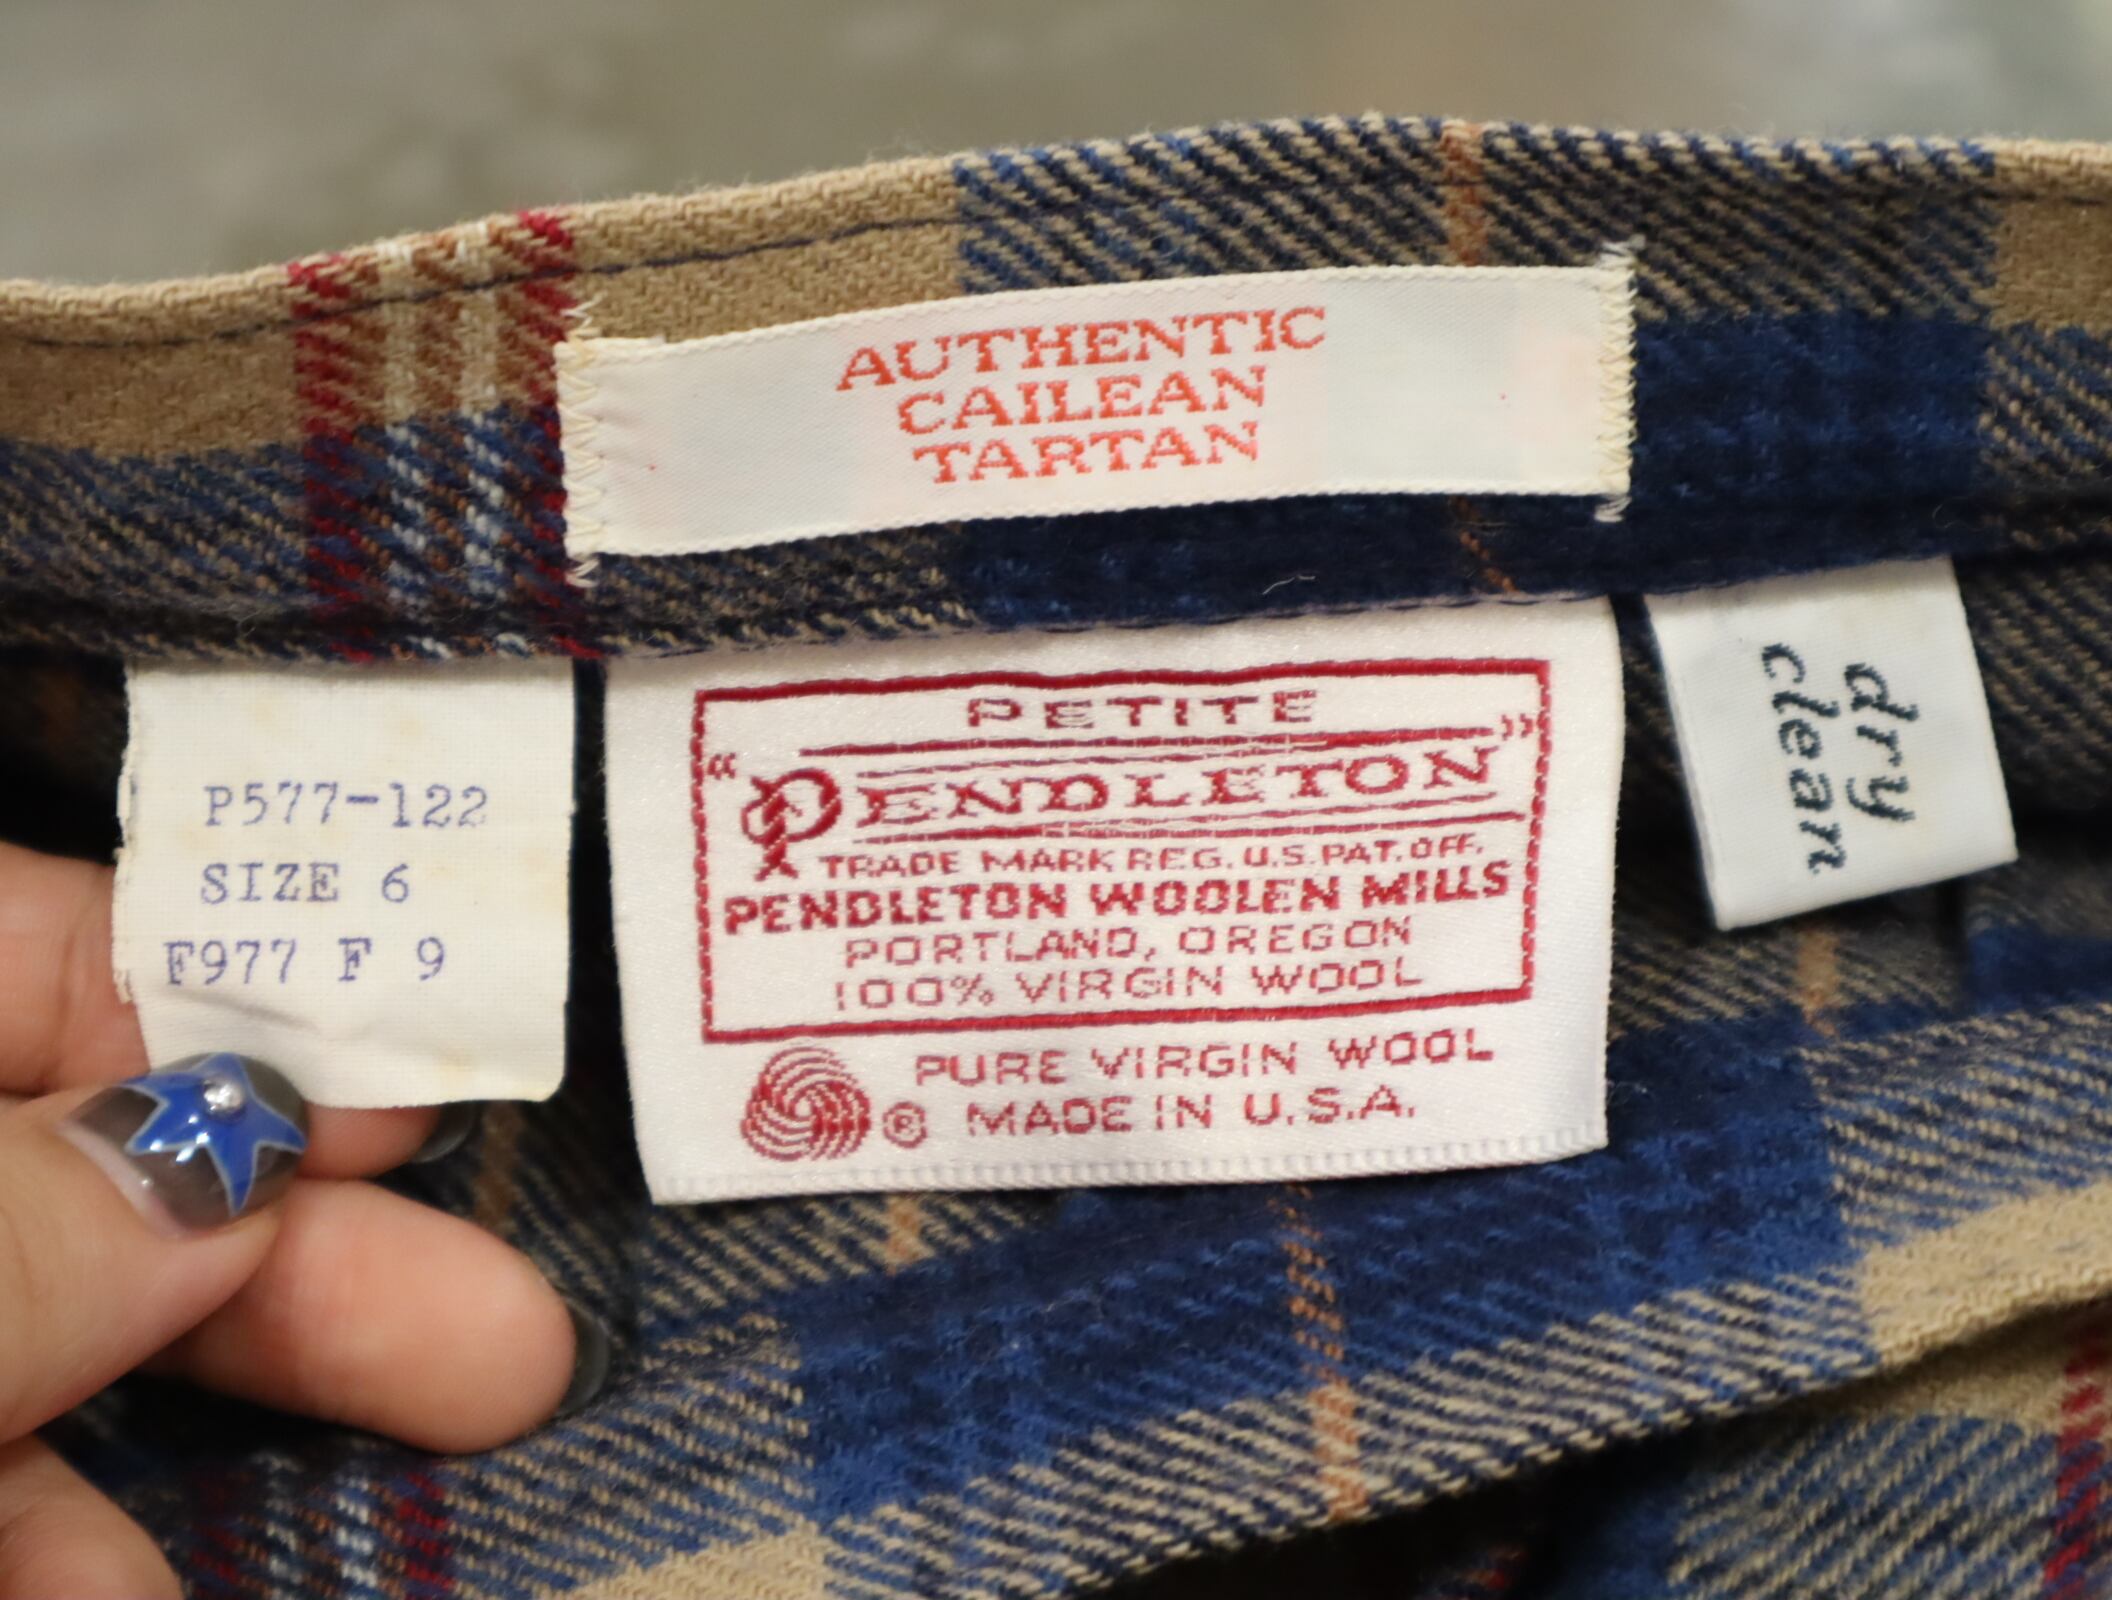 AUTHENTIC
CAILEAN
TARTAN
P577-122
SIZE 6
F977 F 9
PETITE
"PENDLETON"
TRADE MARK REG. U.S. PAT. OFF.
PENDLETON WOOLEN MILLS
PORTLAND, OREGON
100% VIRGIN WOOL
PURE VIRGIN WOOL
® MADE IN U.S.A.
dry
clean